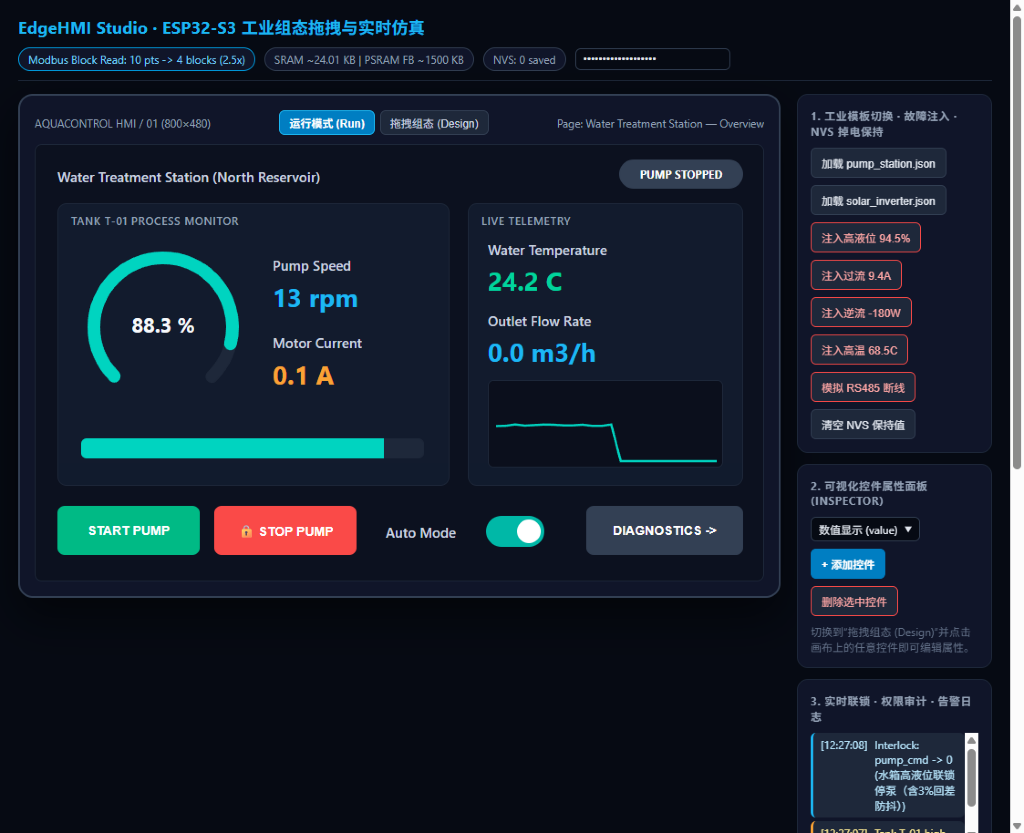 EdgeHMI Studio · ESP32-S3 工业组态拖拽与实时仿真
Modbus Block Read: 10 pts -> 4 blocks (2.5x)
SRAM ~24.01 KB | PSRAM FB ~1500 KB
NVS: 0 saved
••••••••••••••••••
AQUACONTROL HMI / 01 (800×480)
运行模式 (Run)
拖拽组态 (Design)
Page: Water Treatment Station — Overview
Water Treatment Station (North Reservoir)
PUMP STOPPED
TANK T-01 PROCESS MONITOR
88.3 %
Pump Speed
13 rpm
Motor Current
0.1 A
LIVE TELEMETRY
Water Temperature
24.2 C
Outlet Flow Rate
0.0 m3/h
START PUMP
🔒 STOP PUMP
Auto Mode
DIAGNOSTICS ->
1. 工业模板切换 · 故障注入 ·
NVS 掉电保持
加载 pump_station.json
加载 solar_inverter.json
注入高液位 94.5%
注入过流 9.4A
注入逆流 -180W
注入高温 68.5C
模拟 RS485 断线
清空 NVS 保持值
2. 可视化控件属性面板
(INSPECTOR)
数值显示 (value)
+ 添加控件
删除选中控件
切换到"拖拽组态 (Design)"并点击
画布上的任意控件即可编辑属性。
3. 实时联锁 · 权限审计 · 告警日
志
[12:27:08] Interlock:
pump_cmd -> 0
(水箱高液位联锁
停泵（含3%回差
防抖）)
[12:27:07] Tank T-01 high